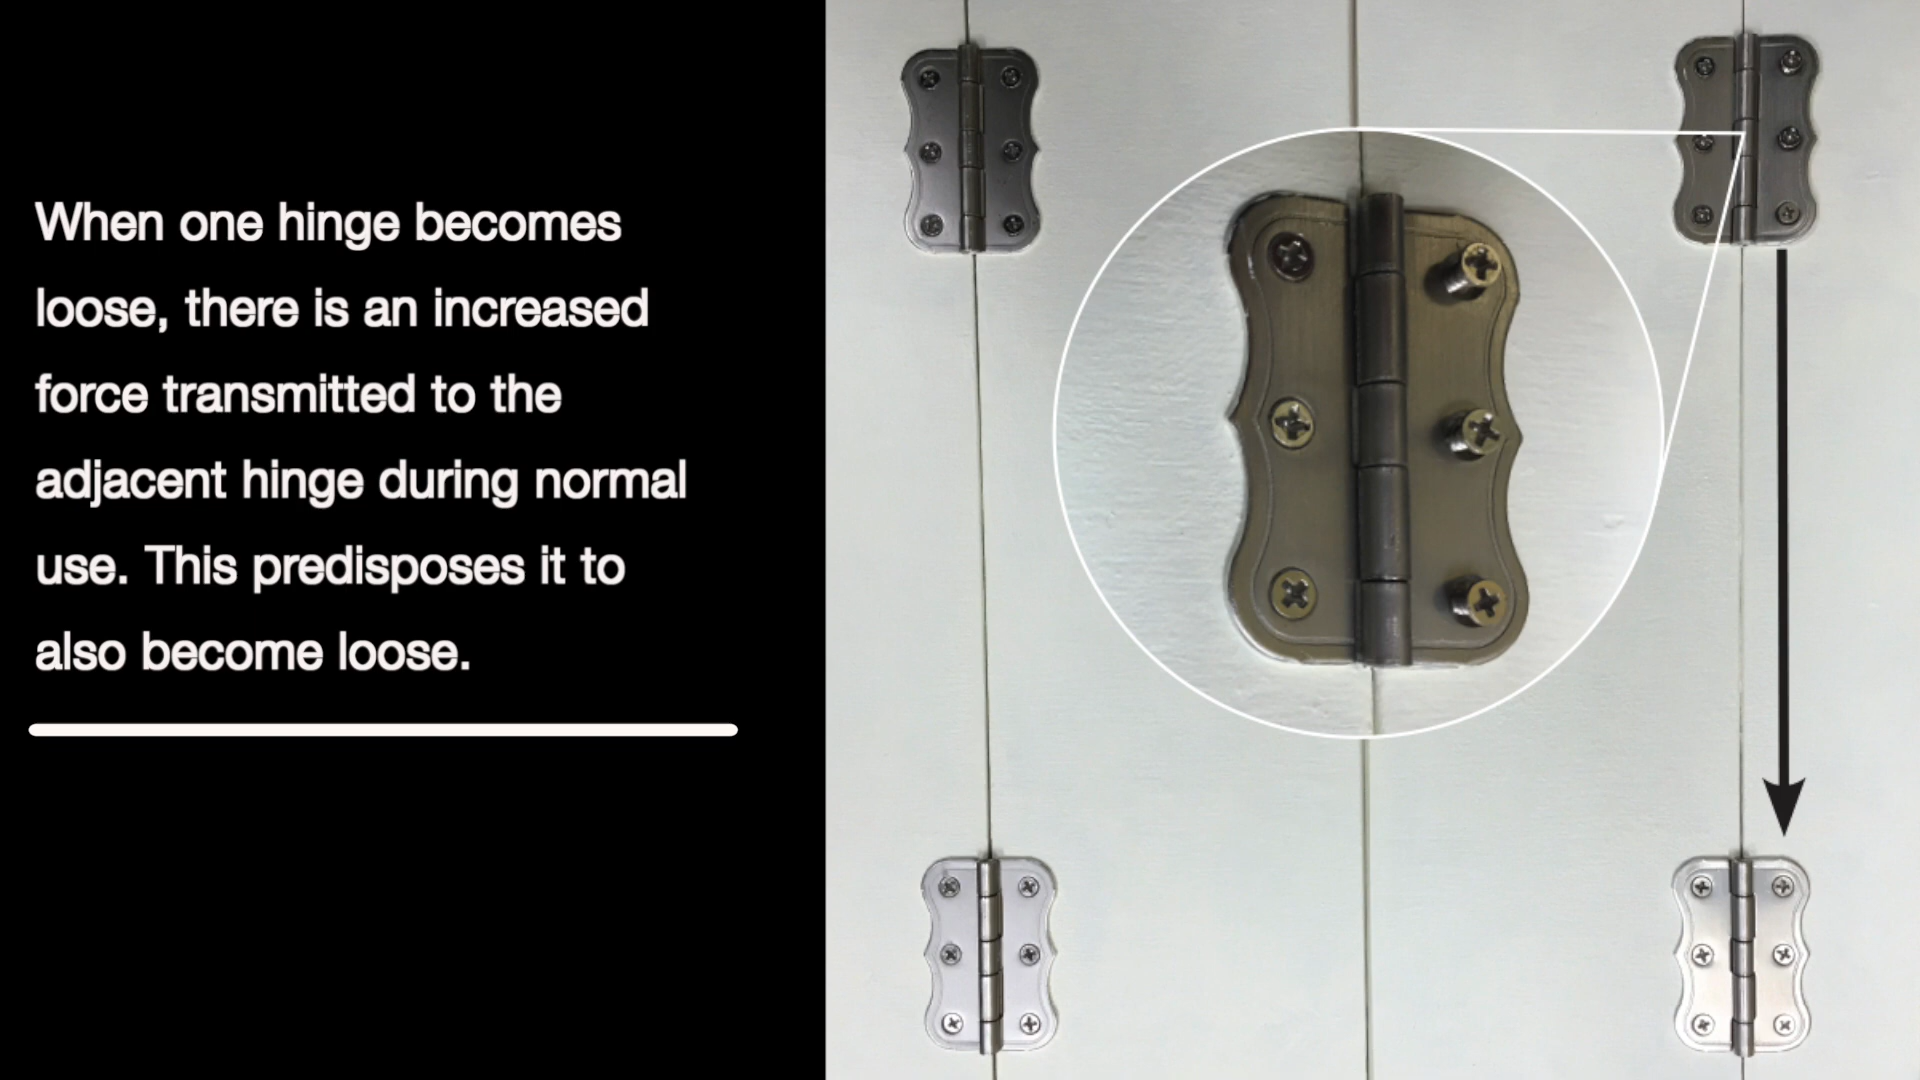 When one hinge becomes
loose, there is an increased
force transmitted to the
adjacent hinge during normal
use. This predisposes it to
also become loose.